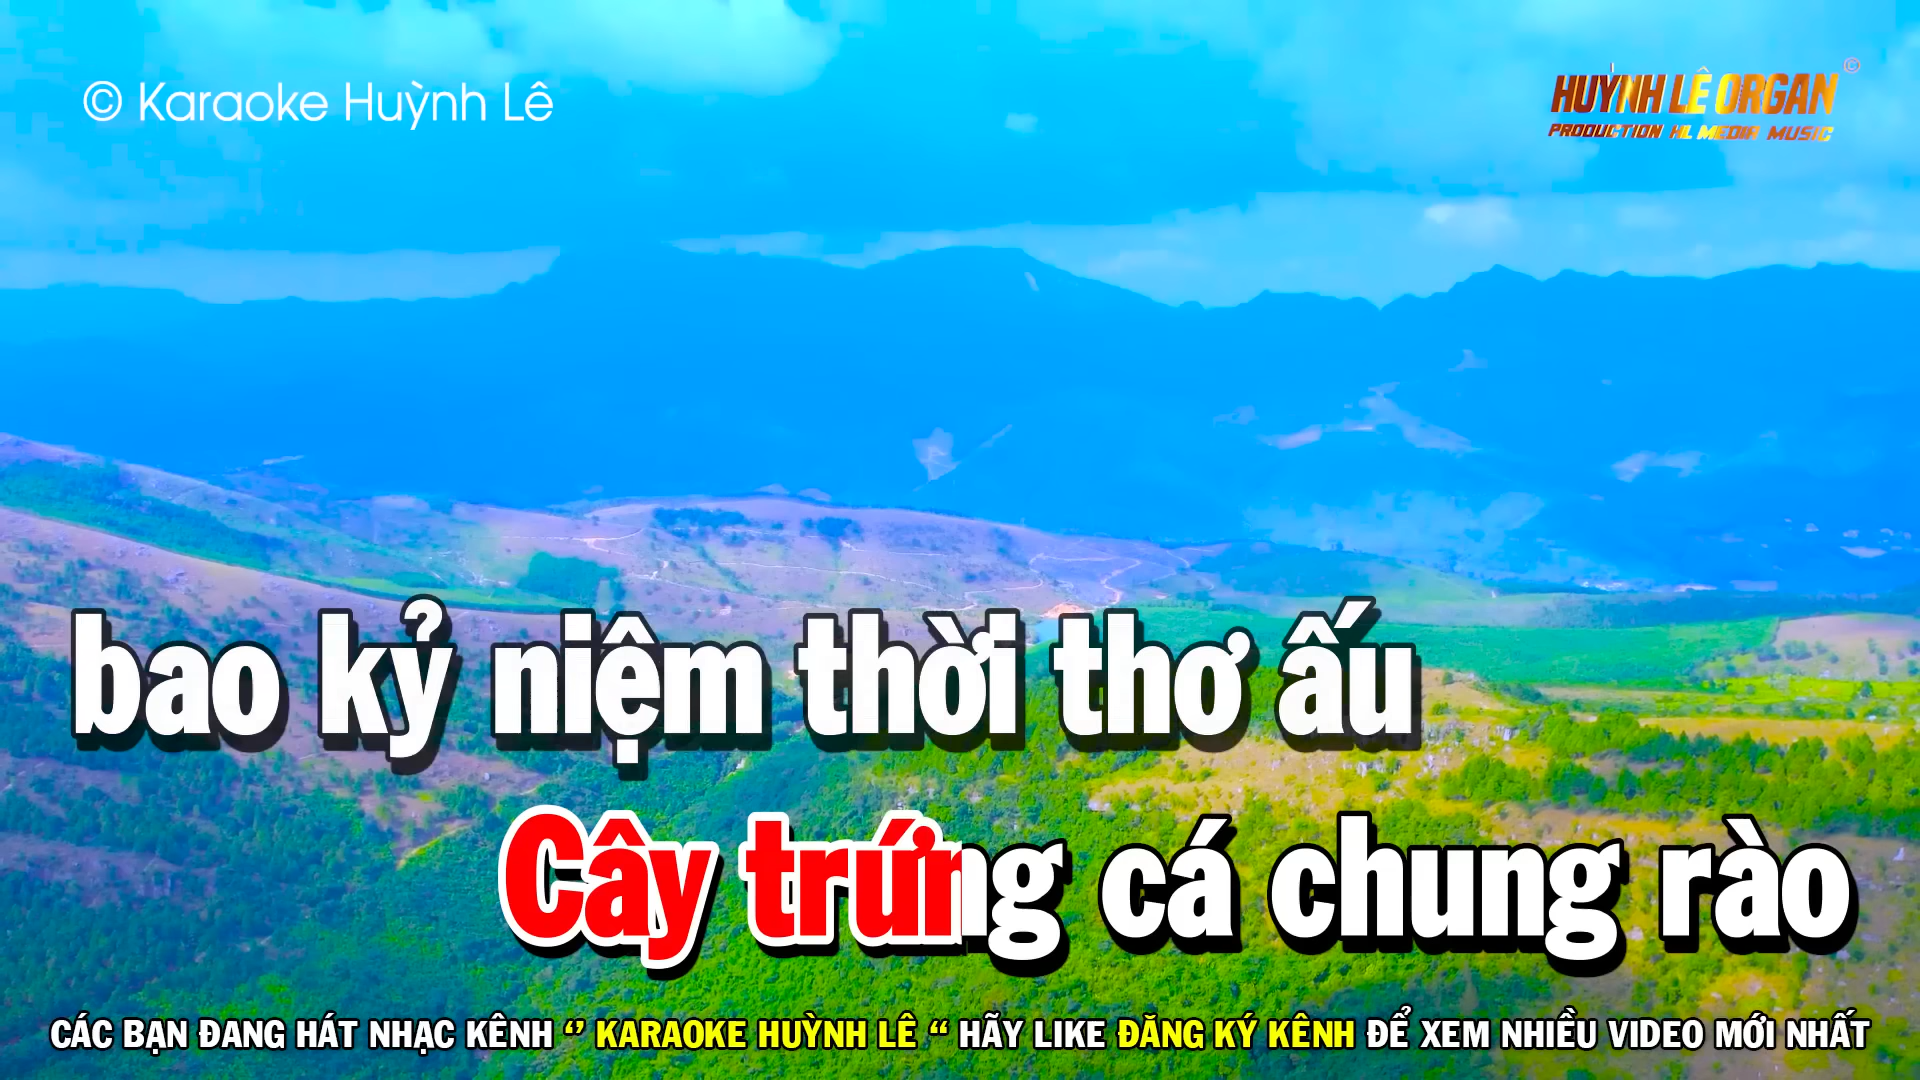 © Karaoke Huỳnh Lê
HUỲNH LÊ ORGAN ©
PRODUCTION HL MEDIA MUSIC
bao kỷ niệm thời thơ ấu
Cây trứng cá chung rào
CÁC BẠN ĐANG HÁT NHẠC KÊNH ‘’ KARAOKE HUỲNH LÊ “ HÃY LIKE ĐĂNG KÝ KÊNH ĐỂ XEM NHIỀU VIDEO MỚI NHẤT